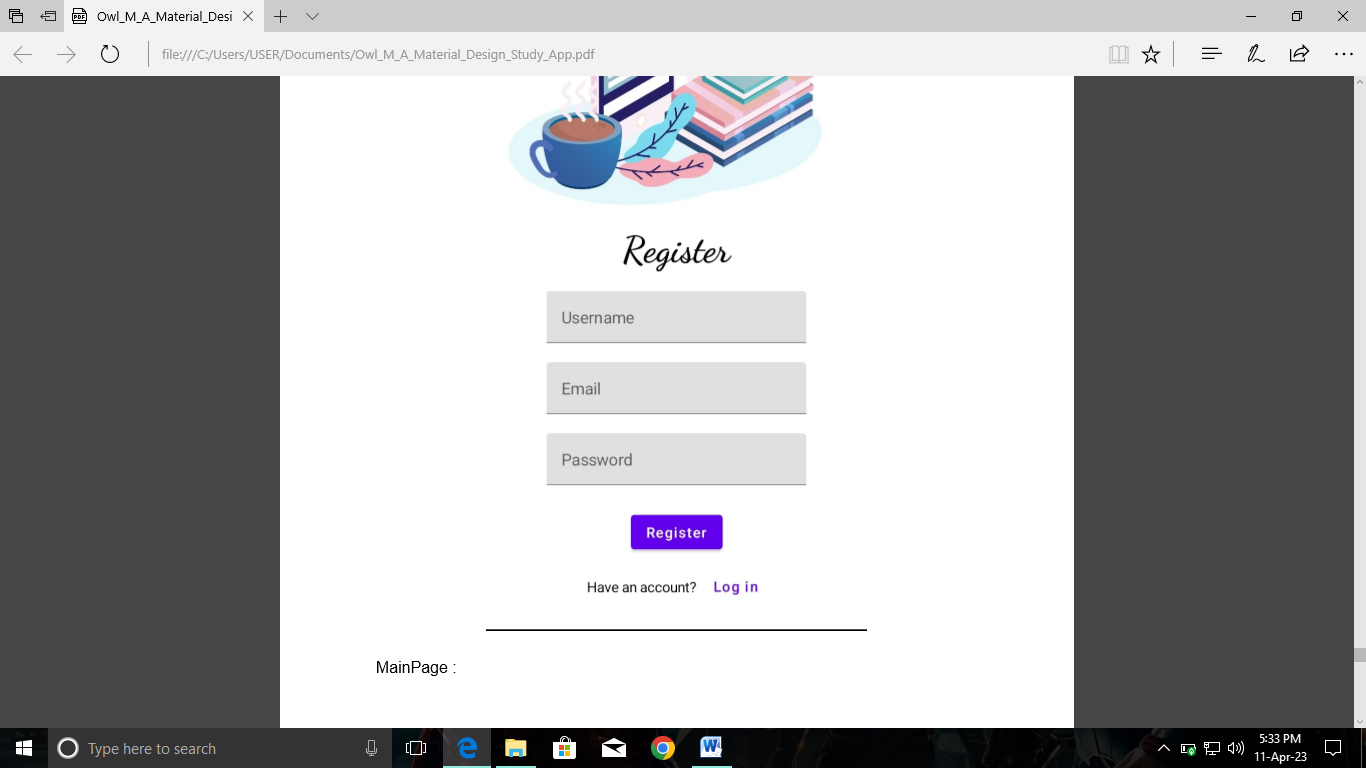 Owl_M_A_Material_Desi
file:///C:/Users/USER/Documents/Owl_M_A_Material_Design_Study_App.pdf
Register
Username
Email
Password
Register
Have an account? Log in
MainPage :
Type here to search
5:33 PM
11-Apr-23